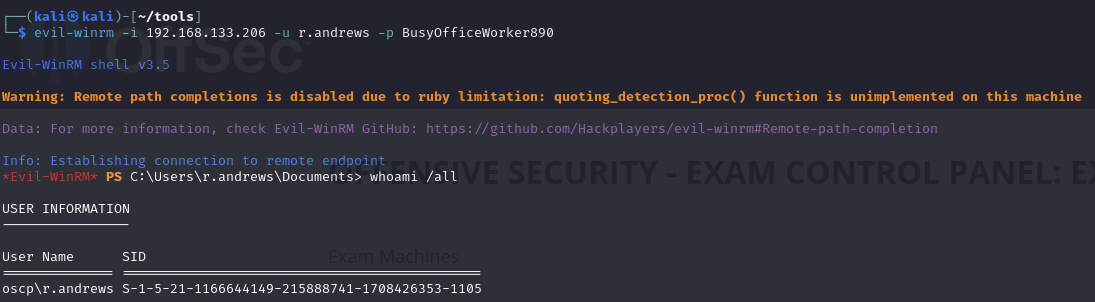 ┌──(kali㉿kali)-[~/tools]
└─$ evil-winrm -i 192.168.133.206 -u r.andrews -p BusyOfficeWorker890
OffSec
Evil-WinRM shell v3.5
Warning: Remote path completions is disabled due to ruby limitation: quoting_detection_proc() function is unimplemented on this machine
Data: For more information, check Evil-WinRM GitHub: https://github.com/Hackplayers/evil-winrm#Remote-path-completion
Info: Establishing connection to remote endpoint
*Evil-WinRM* PS C:\Users\r.andrews\Documents> whoami /all
SECURITY - EXAM CONTROL PANEL:
USER INFORMATION
----------------
User Name SID
Exam Machines
============== ==============================================
oscp\r.andrews S-1-5-21-1166644149-215888741-1708426353-1105